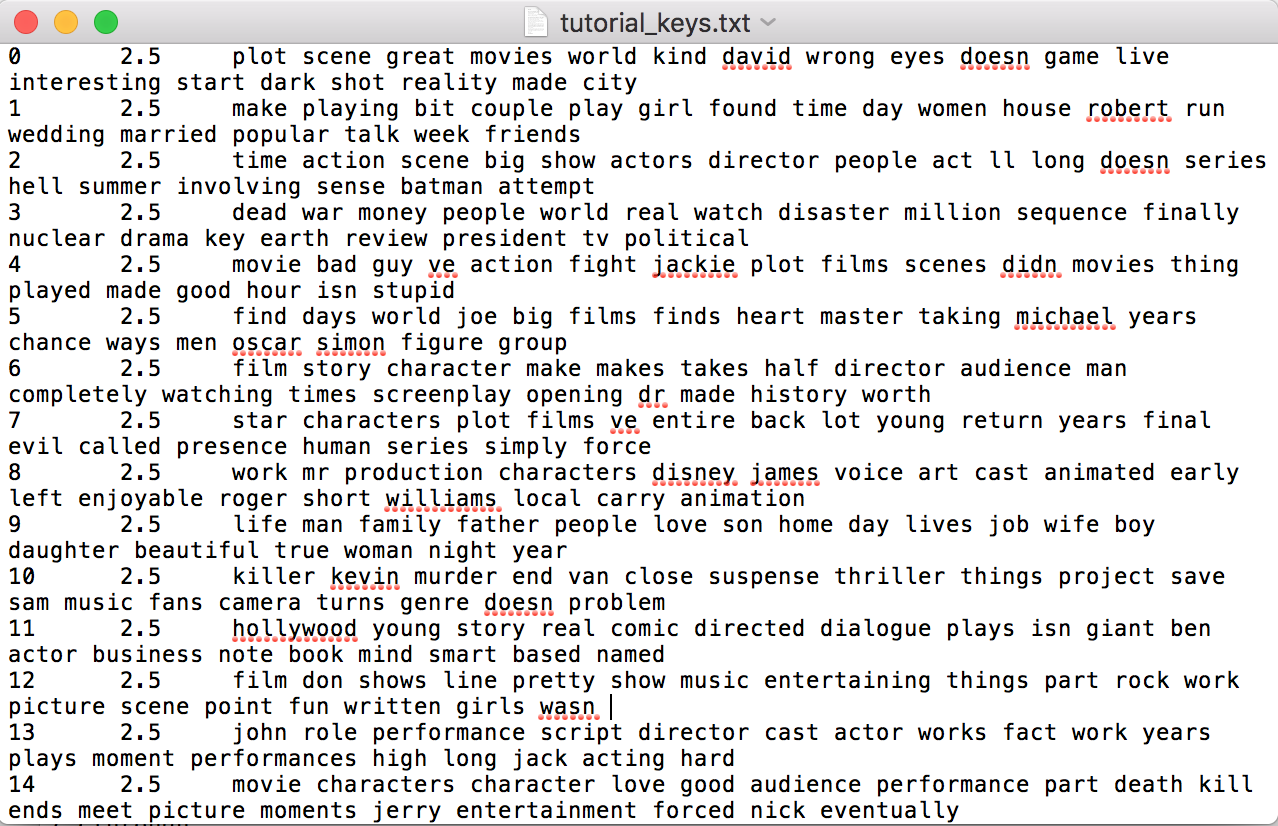 tutorial_keys.txt
0 2.5 plot scene great movies world kind david wrong eyes doesn game live
interesting start dark shot reality made city
1 2.5 make playing bit couple play girl found time day women house robert run
wedding married popular talk week friends
2 2.5 time action scene big show actors director people act ll long doesn series
hell summer involving sense batman attempt
3 2.5 dead war money people world real watch disaster million sequence finally
nuclear drama key earth review president tv political
4 2.5 movie bad guy ve action fight jackie plot films scenes didn movies thing
played made good hour isn stupid
5 2.5 find days world joe big films finds heart master taking michael years
chance ways men oscar simon figure group
6 2.5 film story character make makes takes half director audience man
completely watching times screenplay opening dr made history worth
7 2.5 star characters plot films ve entire back lot young return years final
evil called presence human series simply force
8 2.5 work mr production characters disney james voice art cast animated early
left enjoyable roger short williams local carry animation
9 2.5 life man family father people love son home day lives job wife boy
daughter beautiful true woman night year
10 2.5 killer kevin murder end van close suspense thriller things project save
sam music fans camera turns genre doesn problem
11 2.5 hollywood young story real comic directed dialogue plays isn giant ben
actor business note book mind smart based named
12 2.5 film don shows line pretty show music entertaining things part rock work
picture scene point fun written girls wasn
13 2.5 john role performance script director cast actor works fact work years
plays moment performances high long jack acting hard
14 2.5 movie characters character love good audience performance part death kill
ends meet picture moments jerry entertainment forced nick eventually